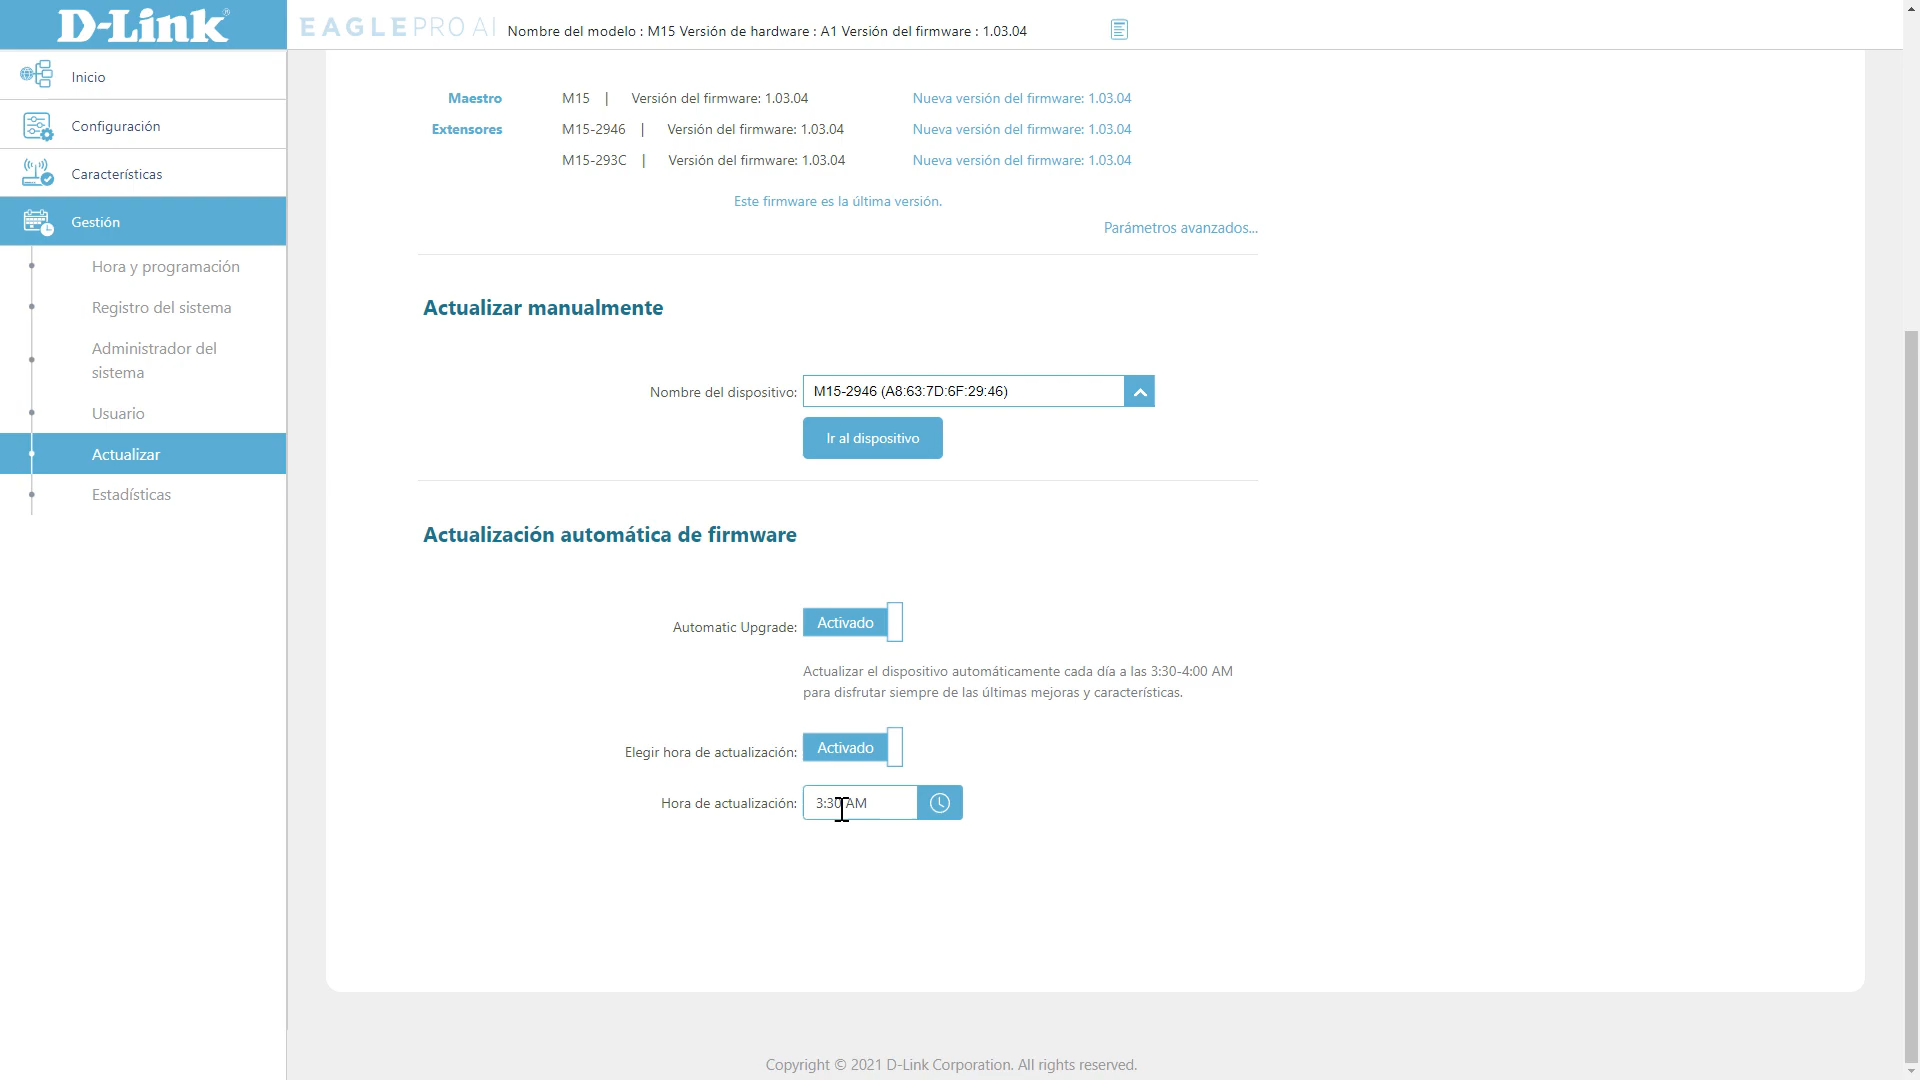 D-Link®
EAGLE PRO AI
Nombre del modelo : M15 Versión de hardware : A1 Versión del firmware : 1.03.04
Inicio
Configuración
Características
Gestión
Hora y programación
Registro del sistema
Administrador del
sistema
Usuario
Actualizar
Estadísticas
Maestro M15 | Versión del firmware: 1.03.04 Nueva versión del firmware: 1.03.04
Extensores M15-2946 | Versión del firmware: 1.03.04 Nueva versión del firmware: 1.03.04
M15-293C | Versión del firmware: 1.03.04 Nueva versión del firmware: 1.03.04
Este firmware es la última versión.
Parámetros avanzados...
Actualizar manualmente
Nombre del dispositivo: M15-2946 (A8:63:7D:6F:29:46)
Ir al dispositivo
Actualización automática de firmware
Automatic Upgrade: Activado
Actualizar el dispositivo automáticamente cada día a las 3:30-4:00 AM
para disfrutar siempre de las últimas mejoras y características.
Elegir hora de actualización: Activado
Hora de actualización: 3:30 AM
Copyright © 2021 D-Link Corporation. All rights reserved.